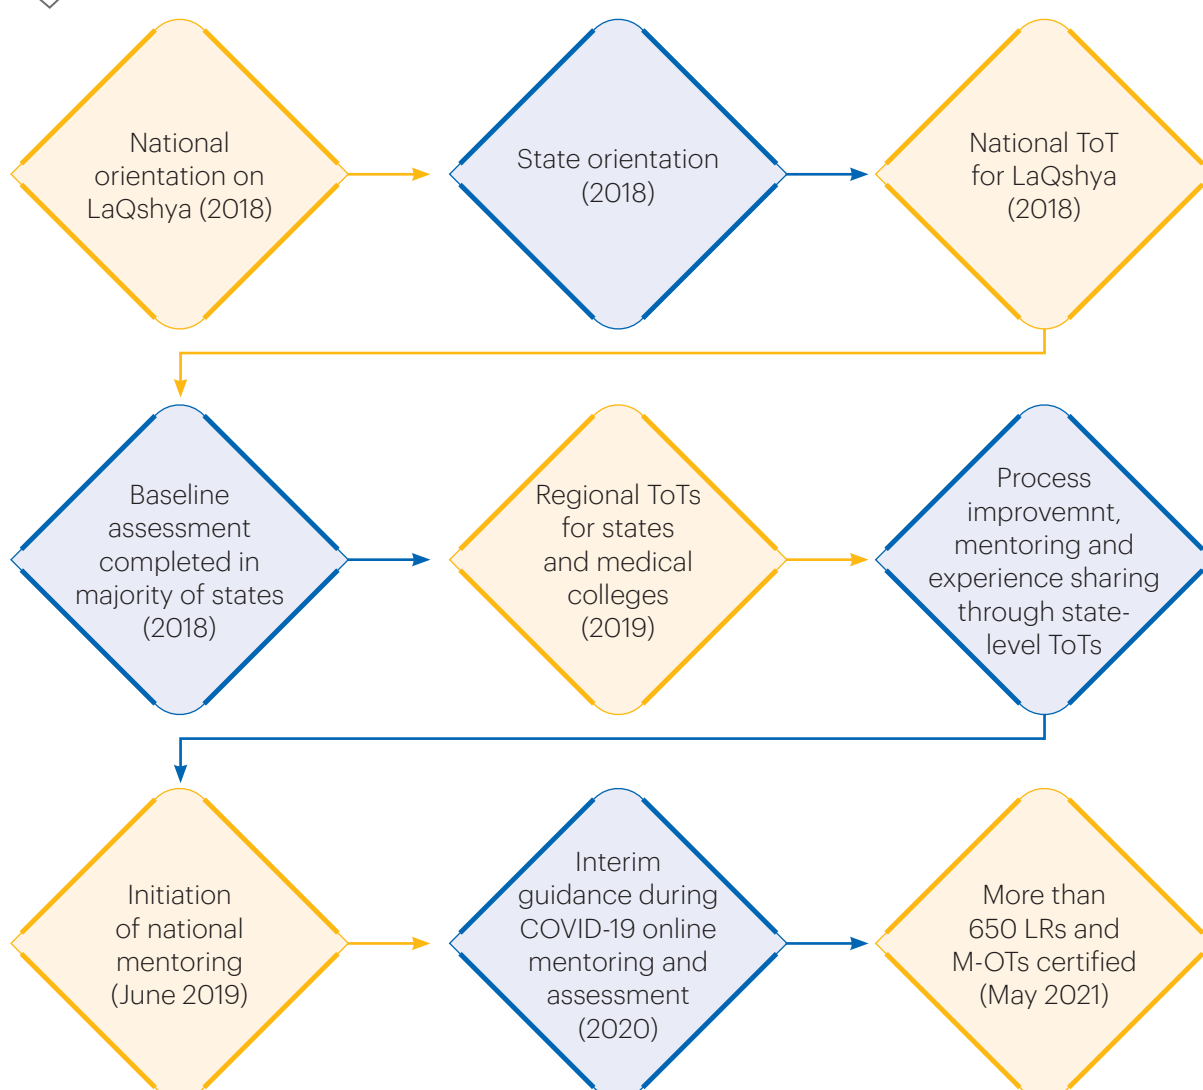 National
orientation on
LaQshya (2018)
State orientation
(2018)
National ToT
for LaQshya
(2018)
Baseline
assessment
completed in
majority of states
(2018)
Regional ToTs
for states
and medical
colleges
(2019)
Process
improvemnt,
mentoring and
experience sharing
through state-
level ToTs
Initiation
of national
mentoring
(June 2019)
Interim
guidance during
COVID-19 online
mentoring and
assessment
(2020)
More than
650 LRs and
M-OTs certified
(May 2021)